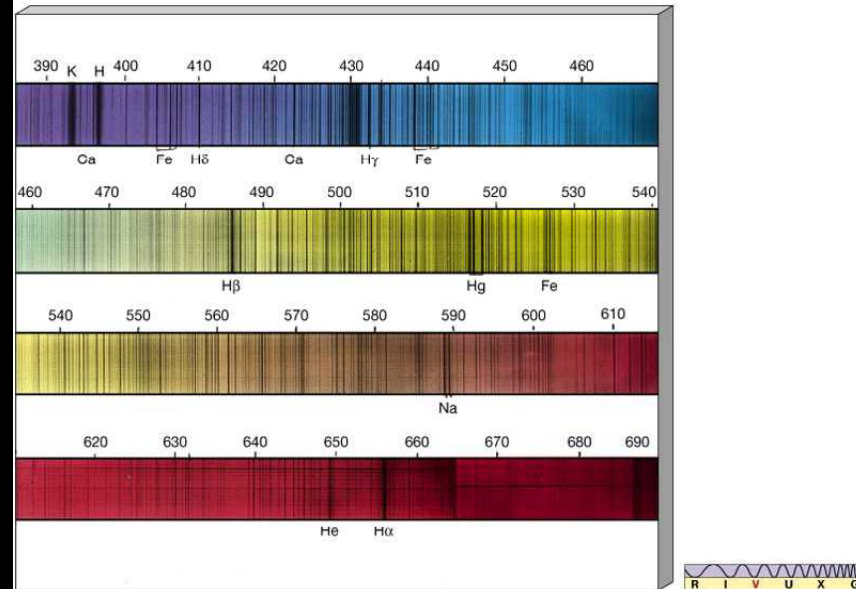 390 K H 400 410 420 430 440 450 460
Ca Fe Hδ Ca Hγ Fe
460 470 480 490 500 510 520 530 540
Hβ Hg Fe
540 550 560 570 580 590 600 610
Na
620 630 640 650 660 670 680 690
He Hα
R I V U X G